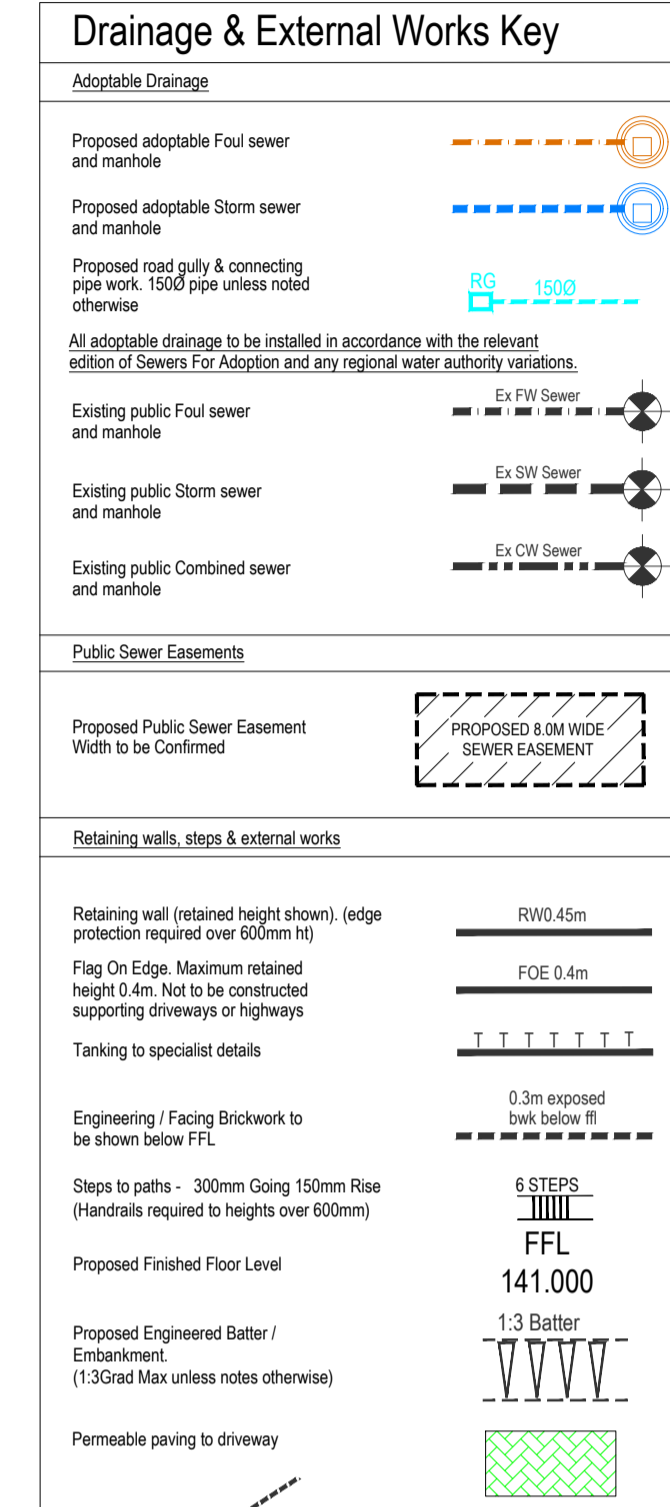 Drainage & External Works Key
Adoptable Drainage
Proposed adoptable Foul sewer
and manhole
Proposed adoptable Storm sewer
and manhole
Proposed road gully & connecting
pipe work. 150Ø pipe unless noted
otherwise
RG 150Ø
All adoptable drainage to be installed in accordance with the relevant
edition of Sewers For Adoption and any regional water authority variations.
Existing public Foul sewer
and manhole
Ex FW Sewer
Existing public Storm sewer
and manhole
Ex SW Sewer
Existing public Combined sewer
and manhole
Ex CW Sewer
Public Sewer Easements
Proposed Public Sewer Easement
Width to be Confirmed
PROPOSED 8.0M WIDE
SEWER EASEMENT
Retaining walls, steps & external works
Retaining wall (retained height shown). (edge
protection required over 600mm ht)
RW0.45m
Flag On Edge. Maximum retained
height 0.4m. Not to be constructed
supporting driveways or highways
FOE 0.4m
Tanking to specialist details
T T T T T T T
Engineering / Facing Brickwork to
be shown below FFL
0.3m exposed
bwk below ffl
Steps to paths - 300mm Going 150mm Rise
(Handrails required to heights over 600mm)
6 STEPS
Proposed Finished Floor Level
FFL
141.000
Proposed Engineered Batter /
Embankment.
(1:3Grad Max unless notes otherwise)
1:3 Batter
Permeable paving to driveway